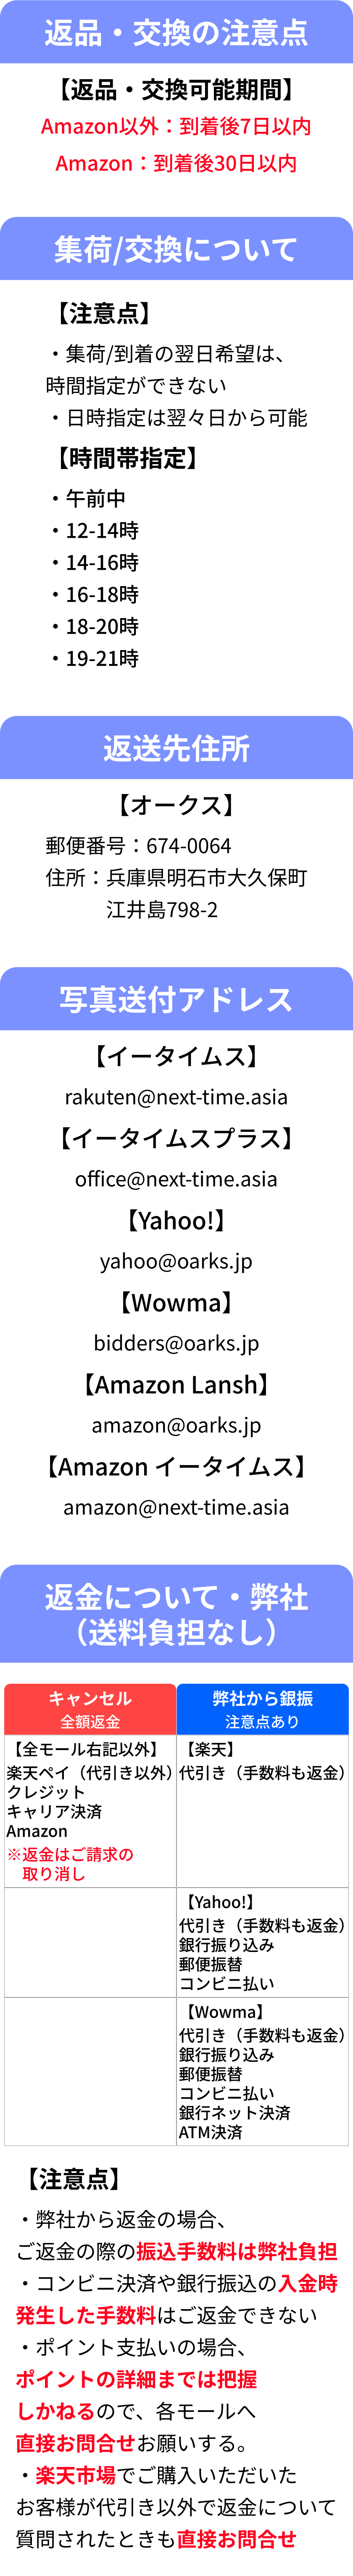 返品・交換の注意点
【返品・交換可能期間】
Amazon以外：到着後7日以内
Amazon：到着後30日以内
集荷/交換について
【注意点】
・集荷/到着の翌日希望は、
時間指定ができない
・日時指定は翌々日から可能
【時間帯指定】
・午前中
・12-14時
・14-16時
・16-18時
・18-20時
・19-21時
返送先住所
【オークス】
郵便番号：674-0064
住所：兵庫県明石市大久保町
江井島798-2
写真送付アドレス
【イータイムス】
rakuten@next-time.asia
【イータイムスプラス】
office@next-time.asia
【Yahoo!】
yahoo@oarks.jp
【Wowma】
bidders@oarks.jp
【Amazon Lansh】
amazon@oarks.jp
【Amazon イータイムス】
amazon@next-time.asia
返金について・弊社
（送料負担なし）
キャンセル
全額返金
弊社から銀振
注意点あり
【全モール右記以外】
楽天ペイ（代引き以外）
クレジット
キャリア決済
Amazon
※返金はご請求の
取り消し
【楽天】
代引き（手数料も返金）
【Yahoo!】
代引き（手数料も返金）
銀行振り込み
郵便振替
コンビニ払い
【Wowma】
代引き（手数料も返金）
銀行振り込み
郵便振替
コンビニ払い
銀行ネット決済
ATM決済
【注意点】
・弊社から返金の場合、
ご返金の際の振込手数料は弊社負担
・コンビニ決済や銀行振込の入金時
発生した手数料はご返金できない
・ポイント支払いの場合、
ポイントの詳細までは把握
しかねるので、各モールへ
直接お問合せお願いする。
・楽天市場でご購入いただいた
お客様が代引き以外で返金について
質問されたときも直接お問合せ